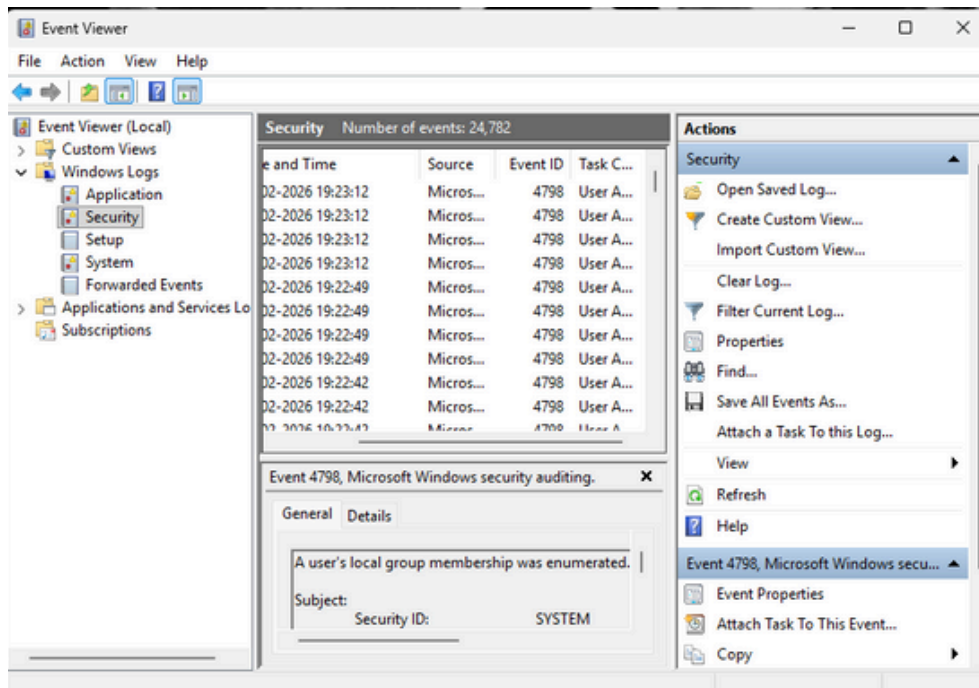 Event Viewer
File Action View Help
Event Viewer (Local)
Custom Views
Windows Logs
Application
Security
Setup
System
Forwarded Events
Applications and Services Lo
Subscriptions
Security Number of events: 24,782
e and Time Source Event ID Task C...
02-2026 19:23:12 Micros... 4798 User A...
02-2026 19:23:12 Micros... 4798 User A...
02-2026 19:23:12 Micros... 4798 User A...
02-2026 19:23:12 Micros... 4798 User A...
02-2026 19:22:49 Micros... 4798 User A...
02-2026 19:22:49 Micros... 4798 User A...
02-2026 19:22:49 Micros... 4798 User A...
02-2026 19:22:49 Micros... 4798 User A...
02-2026 19:22:42 Micros... 4798 User A...
02-2026 19:22:42 Micros... 4798 User A...
02-2026 19:22:42 Micros... 4798 User A...
Event 4798, Microsoft Windows security auditing.
General Details
A user's local group membership was enumerated.
Subject:
Security ID: SYSTEM
Actions
Security
Open Saved Log...
Create Custom View...
Import Custom View...
Clear Log...
Filter Current Log...
Properties
Find...
Save All Events As...
Attach a Task To this Log...
View
Refresh
Help
Event 4798, Microsoft Windows secu...
Event Properties
Attach Task To This Event...
Copy